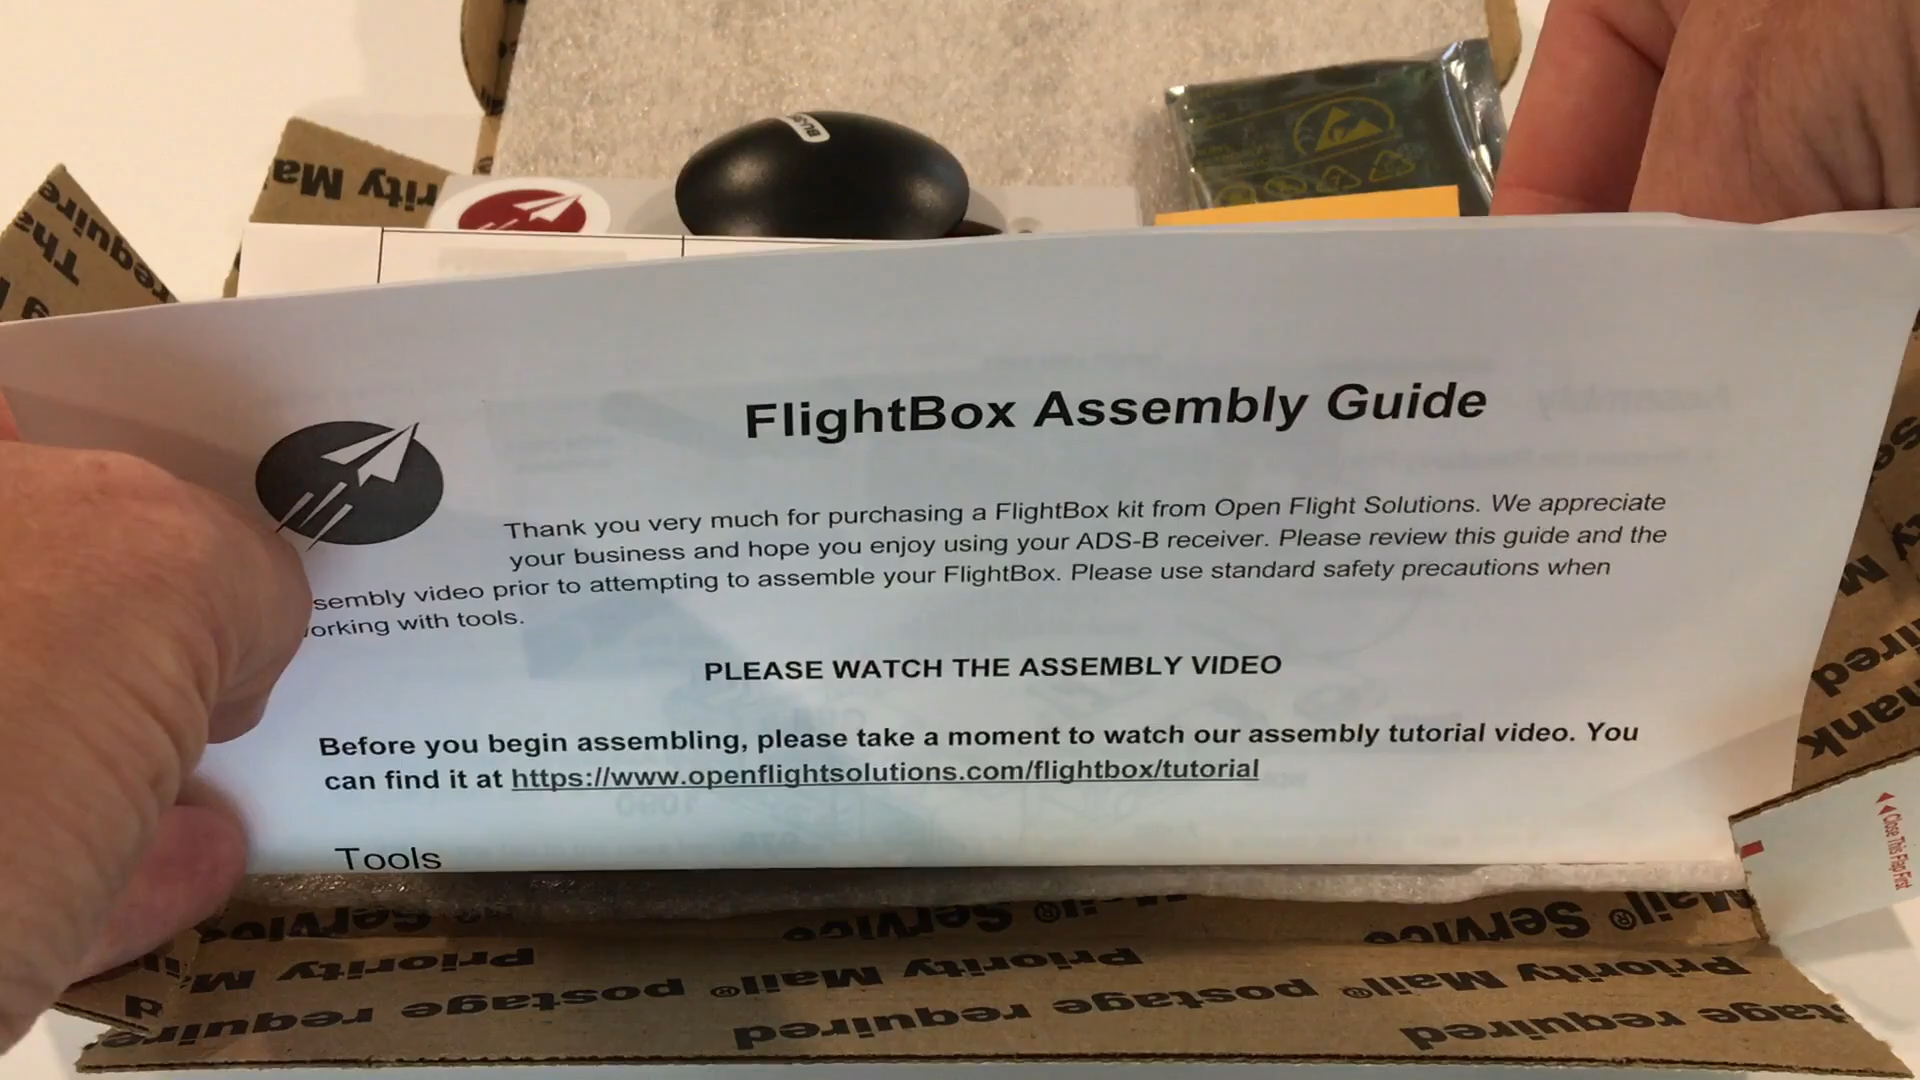 FlightBox Assembly Guide
Thank you very much for purchasing a FlightBox kit from Open Flight Solutions. We appreciate
your business and hope you enjoy using your ADS-B receiver. Please review this guide and the
sembly video prior to attempting to assemble your FlightBox. Please use standard safety precautions when
orking with tools.
PLEASE WATCH THE ASSEMBLY VIDEO
Before you begin assembling, please take a moment to watch our assembly tutorial video. You
can find it at https://www.openflightsolutions.com/flightbox/tutorial
Tools
Close This Flap First
Mail® Service
Priority Mail® postage required
Priority Mail® postage required